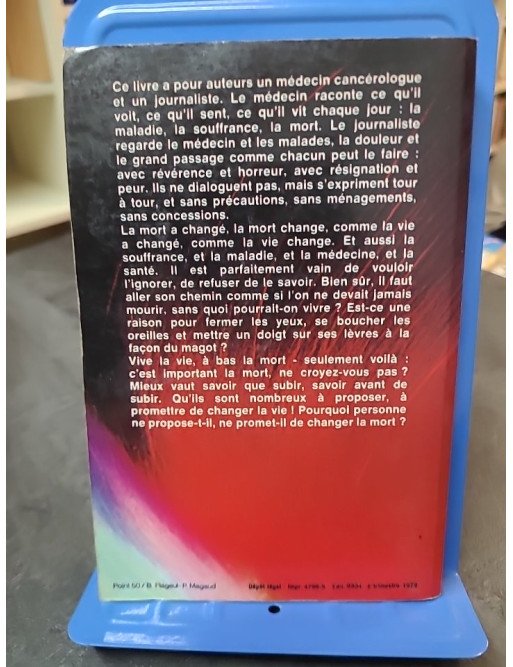 Ce livre a pour auteurs un médecin cancérologue
et un journaliste. Le médecin raconte ce qu'il
voit, ce qu'il sent, ce qu'il vit chaque jour : la
maladie, la souffrance, la mort. Le journaliste
regarde le médecin et les malades, la douleur et
le grand passage comme chacun peut le faire :
avec révérence et horreur, avec résignation et
peur. Ils ne dialoguent pas, mais s'expriment tour
à tour, et sans précautions, sans ménagements,
sans concessions.
La mort a changé, la mort change, comme la vie
a changé, comme la vie change. Et aussi la
souffrance, et la maladie, et la médecine, et la
santé. Il est parfaitement vain de vouloir
l'ignorer, de refuser de le savoir. Bien sûr, il faut
aller son chemin comme si l'on ne devait jamais
mourir, sans quoi pourrait-on vivre ? Est-ce une
raison pour fermer les yeux, se boucher les
oreilles et mettre un doigt sur ses lèvres à la
façon du magot ?
Vive la vie, à bas la mort - seulement voilà :
c'est important la mort, ne croyez-vous pas ?
Mieux vaut savoir que subir, savoir avant de
subir. Qu'ils sont nombreux à proposer, à
promettre de changer la vie ! Pourquoi personne
ne propose-t-il, ne promet-il de changer la mort ?
P. Magaud Dépôt légal